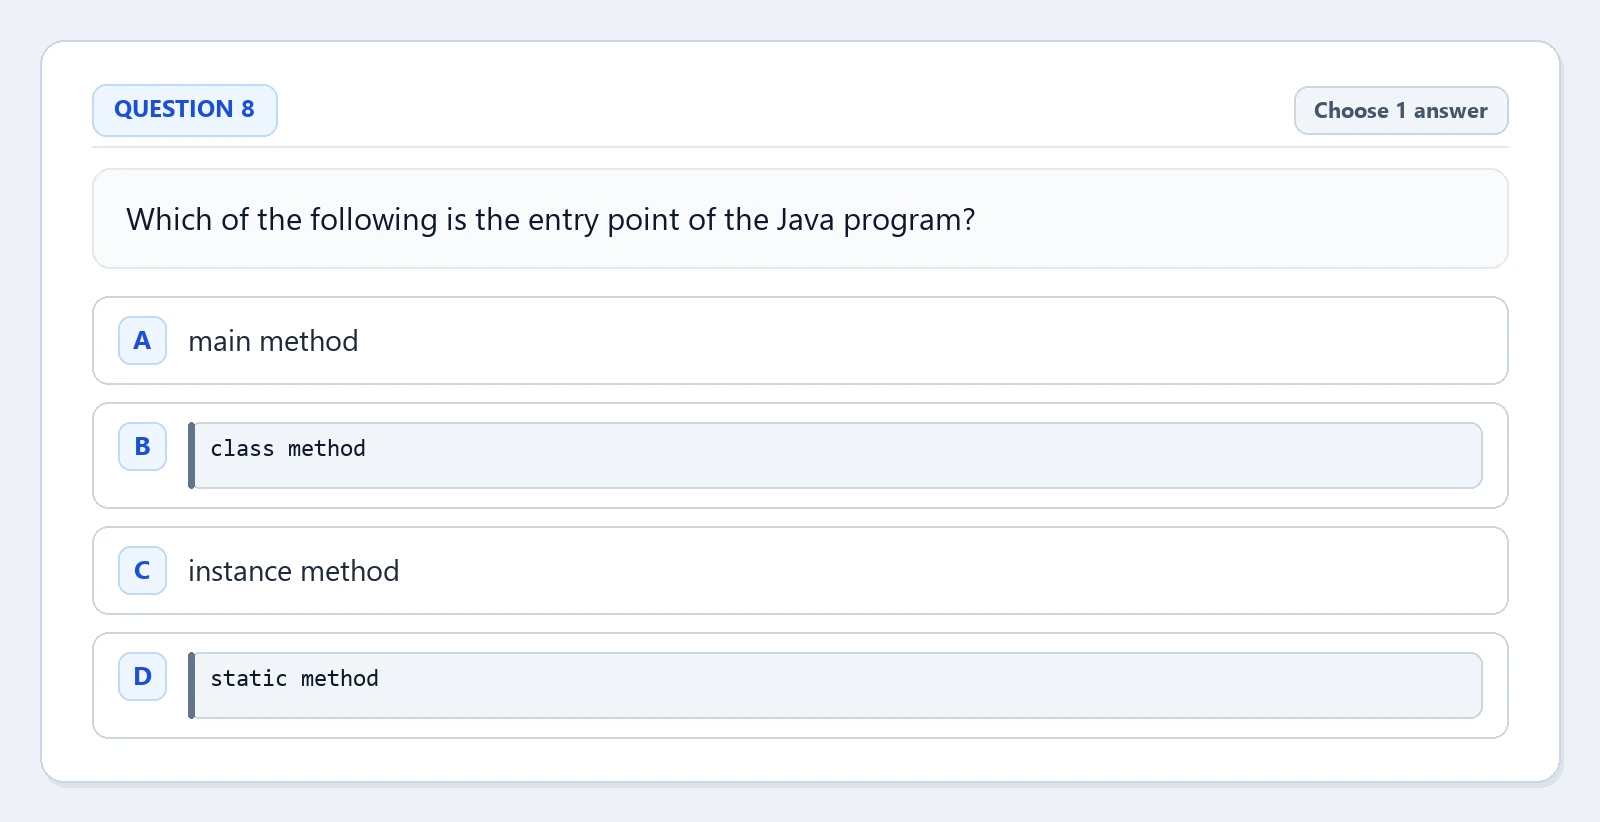 QUESTION 8
Choose 1 answer
Which of the following is the entry point of the Java program?
A
main method
B
class method
C
instance method
D
static method